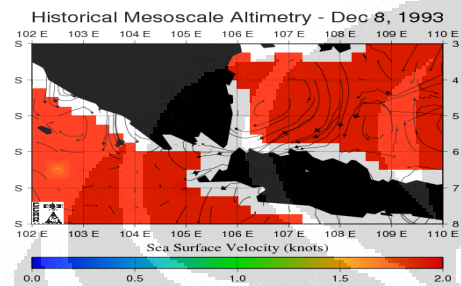 Historical Mesoscale Altimetry - Dec 8, 1993
102 E 103 E 104 E 105 E 106 E 107 E 108 E 109 E 110 E
S 3
S 4
S 5
S 6
S 7
S 8
102 E 103 E 104 E 105 E 106 E 107 E 108 E 109 E 110 E
Sea Surface Velocity (knots)
0.0 0.5 1.0 1.5 2.0